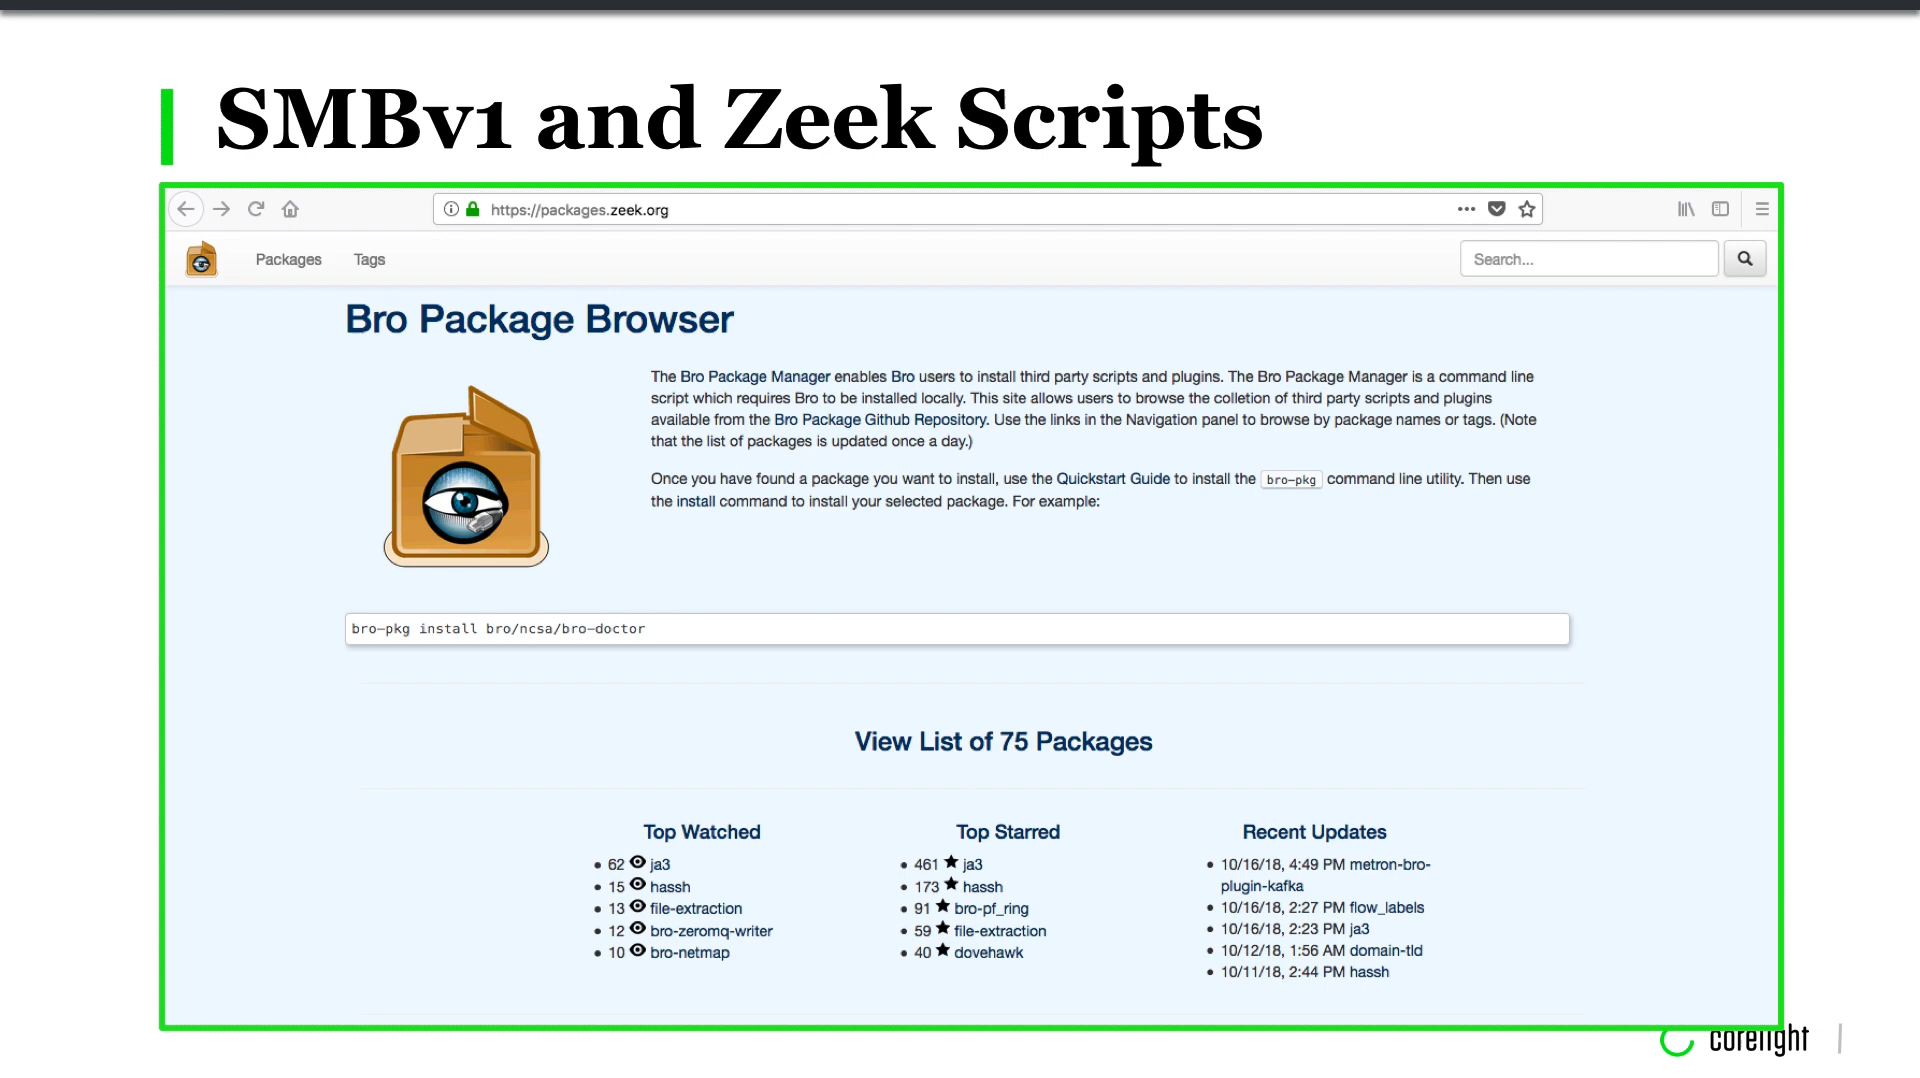 SMBv1 and Zeek Scripts
https://packages.zeek.org
Packages Tags Search...
Bro Package Browser
The Bro Package Manager enables Bro users to install third party scripts and plugins. The Bro Package Manager is a command line
script which requires Bro to be installed locally. This site allows users to browse the colletion of third party scripts and plugins
available from the Bro Package Github Repository. Use the links in the Navigation panel to browse by package names or tags. (Note
that the list of packages is updated once a day.)
Once you have found a package you want to install, use the Quickstart Guide to install the bro-pkg command line utility. Then use
the install command to install your selected package. For example:
bro-pkg install bro/ncsa/bro-doctor
View List of 75 Packages
Top Watched
62 ja3
15 hassh
13 file-extraction
12 bro-zeromq-writer
10 bro-netmap
Top Starred
461 ja3
173 hassh
91 bro-pf_ring
59 file-extraction
40 dovehawk
Recent Updates
10/16/18, 4:49 PM metron-bro-
plugin-kafka
10/16/18, 2:27 PM flow_labels
10/16/18, 2:23 PM ja3
10/12/18, 1:56 AM domain-tld
10/11/18, 2:44 PM hassh
corelight